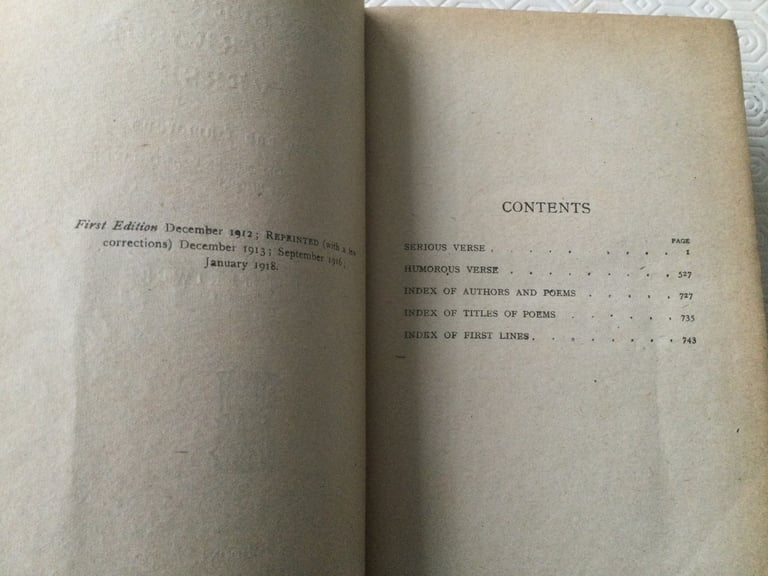 First Edition December 1912; REPRINTED (with a few
corrections) December 1913; September 1916;
January 1918.
CONTENTS
PAGE
SERIOUS VERSE . . . . . . 1
HUMOROUS VERSE . . . . . . . 527
INDEX OF AUTHORS AND POEMS . . . . . 727
INDEX OF TITLES OF POEMS . . . . . . 735
INDEX OF FIRST LINES . . . . . . . 743